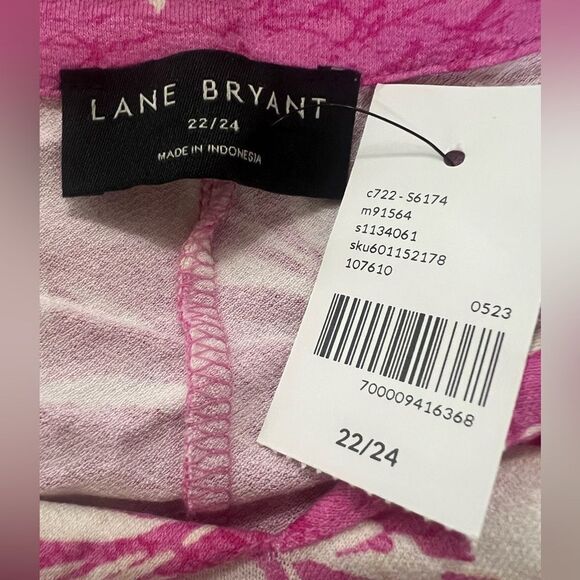 LANE BRYANT
22/24
MADE IN INDONESIA
c722-S6174
m91564
s1134061
sku601152178
107610
0523
700009416368
22/24